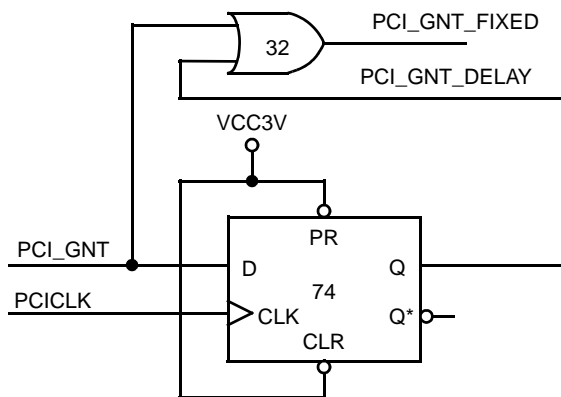 PCI_GNT_FIXED
32
PCI_GNT_DELAY
VCC3V
PR
PCI_GNT
D
Q
74
PCICLK
CLK
Q*
CLR